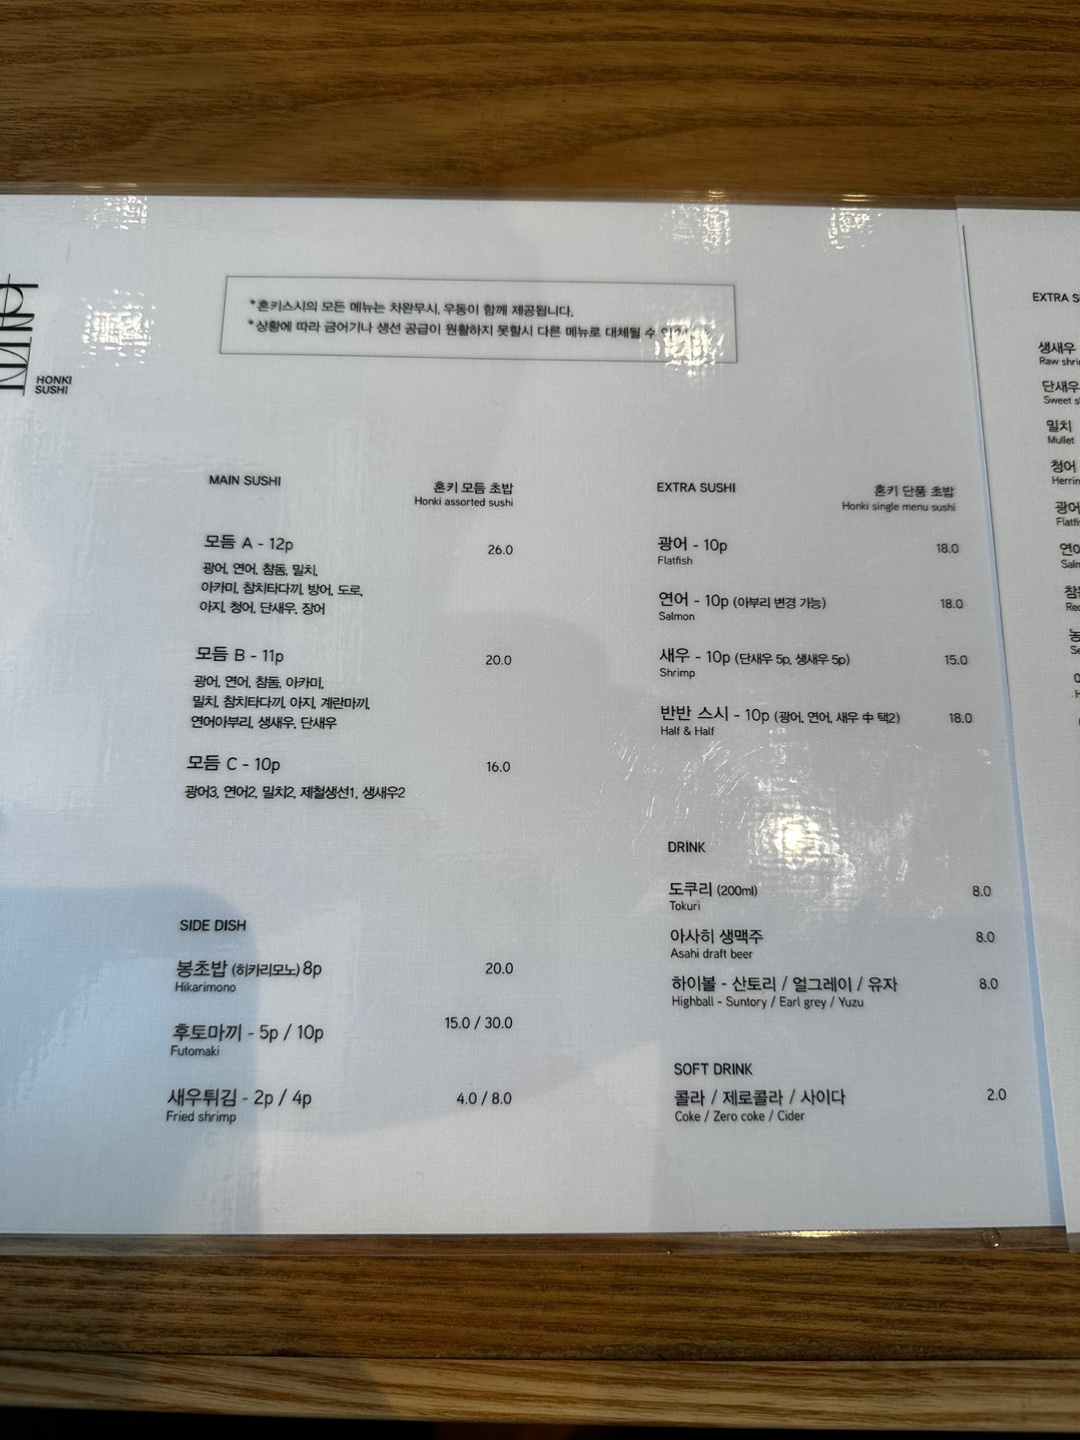 HONKI
SUSHI
*혼키스시의 모든 메뉴는 차완무시, 우동이 함께 제공됩니다.
*상황에 따라 금어기나 생선 공급이 원활하지 못할시 다른 메뉴로 대체될 수
MAIN SUSHI
혼키 모듬 초밥
Honki assorted sushi
모듬 A - 12p 26.0
광어, 연어, 참돔, 밀치,
아카미, 참치타다끼, 방어, 도로,
아지, 청어, 단새우, 장어
모듬 B - 11p 20.0
광어, 연어, 참돔, 아카미,
밀치, 참치타다끼, 아지, 계란마끼,
연어아부리, 생새우, 단새우
모듬 C - 10p 16.0
광어3, 연어2, 밀치2, 제철생선1, 생새우2
SIDE DISH
봉초밥 (히카리모노) 8p 20.0
Hikarimono
후토마끼 - 5p / 10p 15.0 / 30.0
Futomaki
새우튀김 - 2p / 4p 4.0 / 8.0
Fried shrimp
EXTRA SUSHI
혼키 단품 초밥
Honki single menu sushi
광어 - 10p 18.0
Flatfish
연어 - 10p (아부리 변경 가능) 18.0
Salmon
새우 - 10p (단새우 5p, 생새우 5p) 15.0
Shrimp
반반 스시 - 10p (광어, 연어, 새우 中 택2) 18.0
Half & Half
DRINK
도쿠리 (200ml) 8.0
Tokuri
아사히 생맥주 8.0
Asahi draft beer
하이볼 - 산토리 / 얼그레이 / 유자 8.0
Highball - Suntory / Earl grey / Yuzu
SOFT DRINK
콜라 / 제로콜라 / 사이다 2.0
Coke / Zero coke / Cider
EXTRA S
생새우
Raw shri
단새우
Sweet s
밀치
Mullet
청어
Herrin
광어
Flatfi
연어
Salm